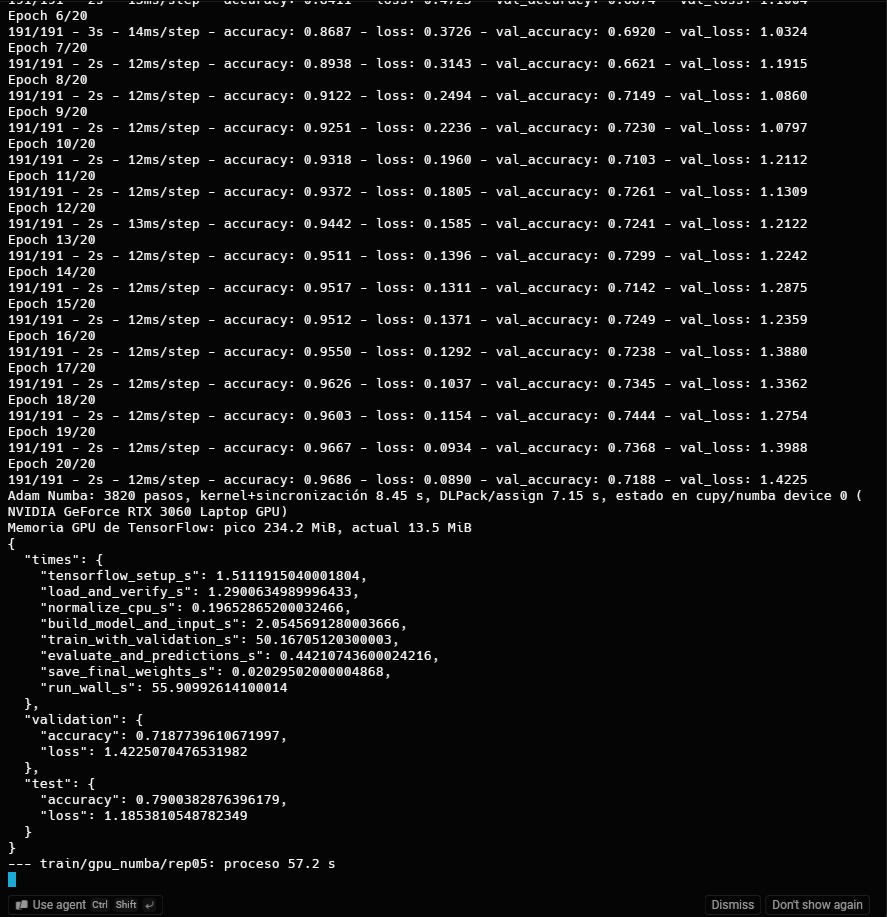 Epoch 6/20
191/191 - 3s - 14ms/step - accuracy: 0.8687 - loss: 0.3726 - val_accuracy: 0.6920 - val_loss: 1.0324
Epoch 7/20
191/191 - 2s - 12ms/step - accuracy: 0.8938 - loss: 0.3143 - val_accuracy: 0.6621 - val_loss: 1.1915
Epoch 8/20
191/191 - 2s - 12ms/step - accuracy: 0.9122 - loss: 0.2494 - val_accuracy: 0.7149 - val_loss: 1.0860
Epoch 9/20
191/191 - 2s - 12ms/step - accuracy: 0.9251 - loss: 0.2236 - val_accuracy: 0.7230 - val_loss: 1.0797
Epoch 10/20
191/191 - 2s - 12ms/step - accuracy: 0.9318 - loss: 0.1960 - val_accuracy: 0.7103 - val_loss: 1.2112
Epoch 11/20
191/191 - 2s - 12ms/step - accuracy: 0.9372 - loss: 0.1805 - val_accuracy: 0.7261 - val_loss: 1.1309
Epoch 12/20
191/191 - 2s - 13ms/step - accuracy: 0.9442 - loss: 0.1585 - val_accuracy: 0.7241 - val_loss: 1.2122
Epoch 13/20
191/191 - 2s - 12ms/step - accuracy: 0.9511 - loss: 0.1396 - val_accuracy: 0.7299 - val_loss: 1.2242
Epoch 14/20
191/191 - 2s - 12ms/step - accuracy: 0.9517 - loss: 0.1311 - val_accuracy: 0.7142 - val_loss: 1.2875
Epoch 15/20
191/191 - 2s - 12ms/step - accuracy: 0.9512 - loss: 0.1371 - val_accuracy: 0.7249 - val_loss: 1.2359
Epoch 16/20
191/191 - 2s - 12ms/step - accuracy: 0.9550 - loss: 0.1292 - val_accuracy: 0.7238 - val_loss: 1.3880
Epoch 17/20
191/191 - 2s - 12ms/step - accuracy: 0.9626 - loss: 0.1037 - val_accuracy: 0.7345 - val_loss: 1.3362
Epoch 18/20
191/191 - 2s - 12ms/step - accuracy: 0.9603 - loss: 0.1154 - val_accuracy: 0.7444 - val_loss: 1.2754
Epoch 19/20
191/191 - 2s - 12ms/step - accuracy: 0.9667 - loss: 0.0934 - val_accuracy: 0.7368 - val_loss: 1.3988
Epoch 20/20
191/191 - 2s - 12ms/step - accuracy: 0.9686 - loss: 0.0890 - val_accuracy: 0.7188 - val_loss: 1.4225
Adam Numba: 3820 pasos, kernel+sincronización 8.45 s, DLPack/assign 7.15 s, estado en cupy/numba device 0 (
NVIDIA GeForce RTX 3060 Laptop GPU)
Memoria GPU de TensorFlow: pico 234.2 MiB, actual 13.5 MiB
{
  "times": {
    "tensorflow_setup_s": 1.5111915040001804,
    "load_and_verify_s": 1.2900634989996433,
    "normalize_cpu_s": 0.19652865200032466,
    "build_model_and_input_s": 2.0545691280003666,
    "train_with_validation_s": 50.16705120300003,
    "evaluate_and_predictions_s": 0.44210743600024216,
    "save_final_weights_s": 0.02029502000004868,
    "run_wall_s": 55.90992614100014
  },
  "validation": {
    "accuracy": 0.7187739610671997,
    "loss": 1.4225070476531982
  },
  "test": {
    "accuracy": 0.7900382876396179,
    "loss": 1.1853810548782349
  }
}
--- train/gpu_numba/rep05: proceso 57.2 s
Use agent Ctrl Shift ⏎ Dismiss Don't show again